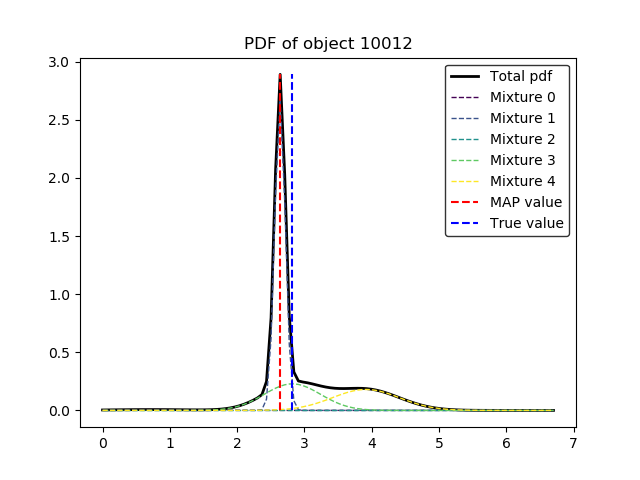 PDF of object 10012
3.0
2.5
2.0
1.5
1.0
0.5
0.0
0 1 2 3 4 5 6 7
Total pdf
Mixture 0
Mixture 1
Mixture 2
Mixture 3
Mixture 4
MAP value
True value